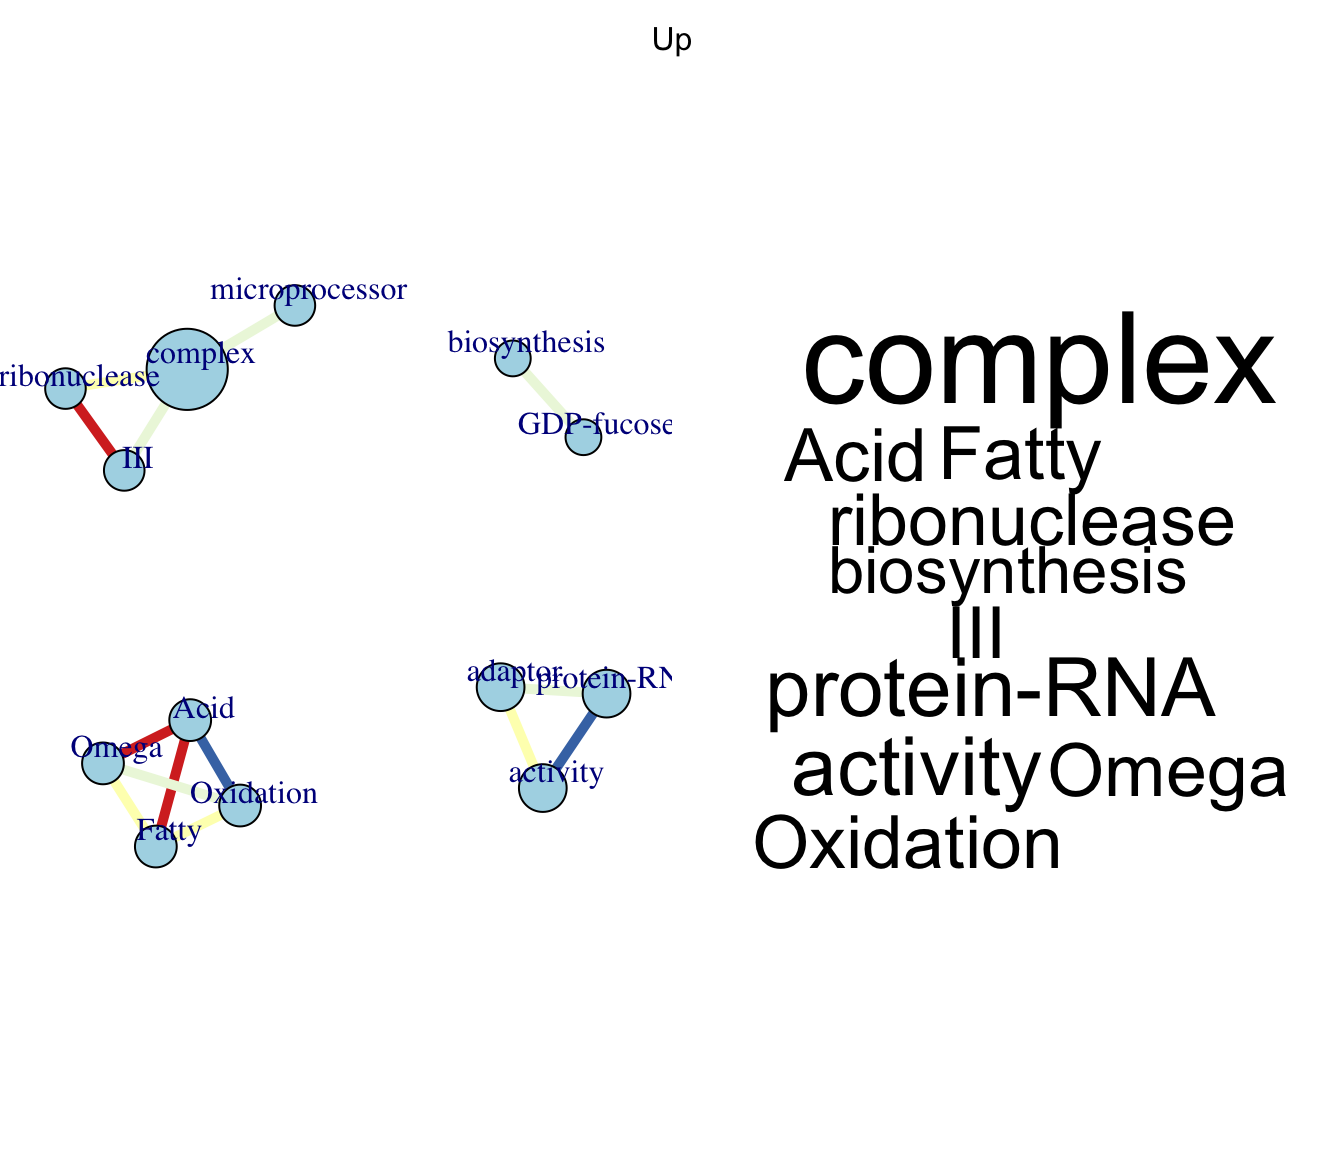 Up
microprocessor
complex
ribonuclease
III
biosynthesis
GDP-fucose
Acid
Omega
Oxidation
Fatty
adaptor
protein-RN
activity
complex
Acid Fatty
ribonuclease
biosynthesis
III
protein-RNA
activity Omega
Oxidation